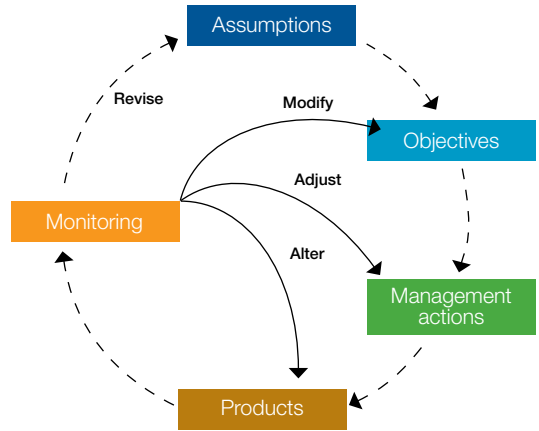 Assumptions
Revise
Modify
Objectives
Adjust
Monitoring
Alter
Management
actions
Products